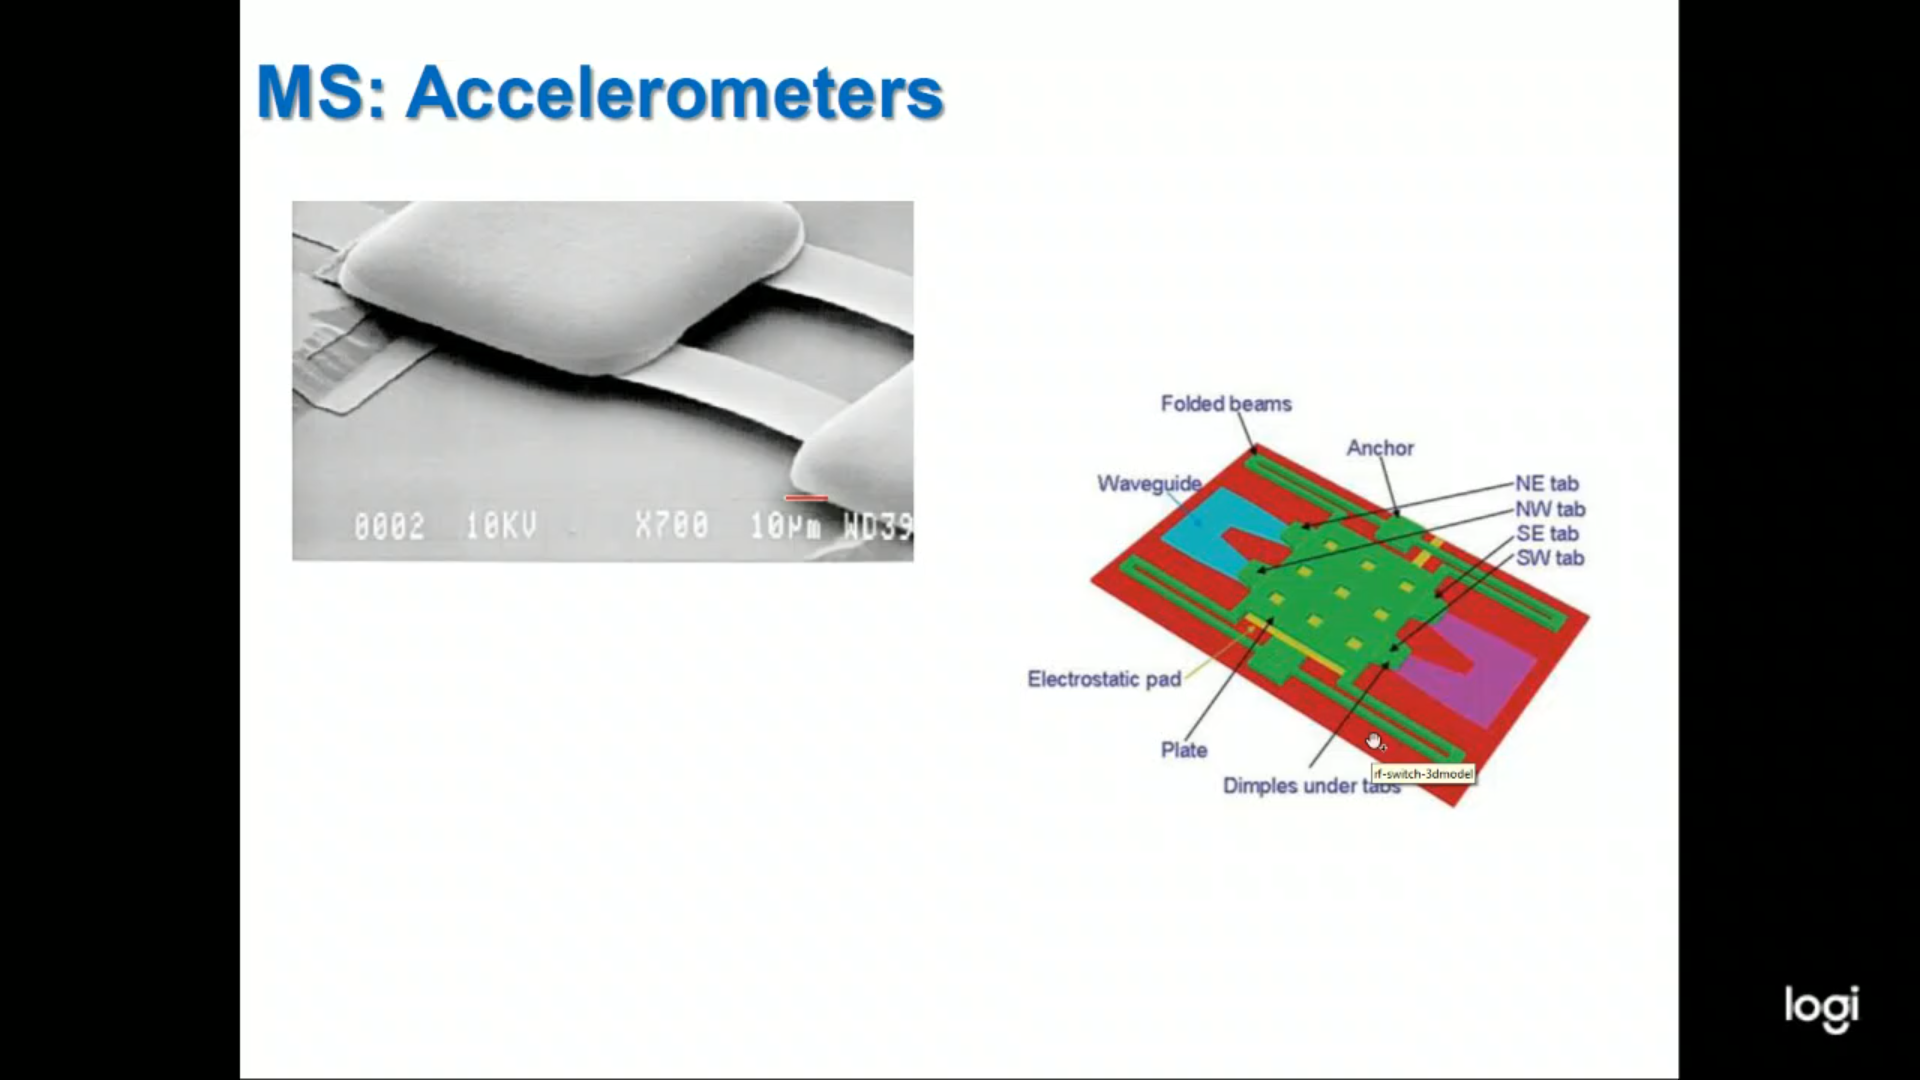 MS: Accelerometers
0002 10KV X700 10µm WD39
Folded beams
Anchor
Waveguide
NE tab
NW tab
SE tab
SW tab
Electrostatic pad
Plate
Dimples under tabs
rf-switch-3dmodel
logi